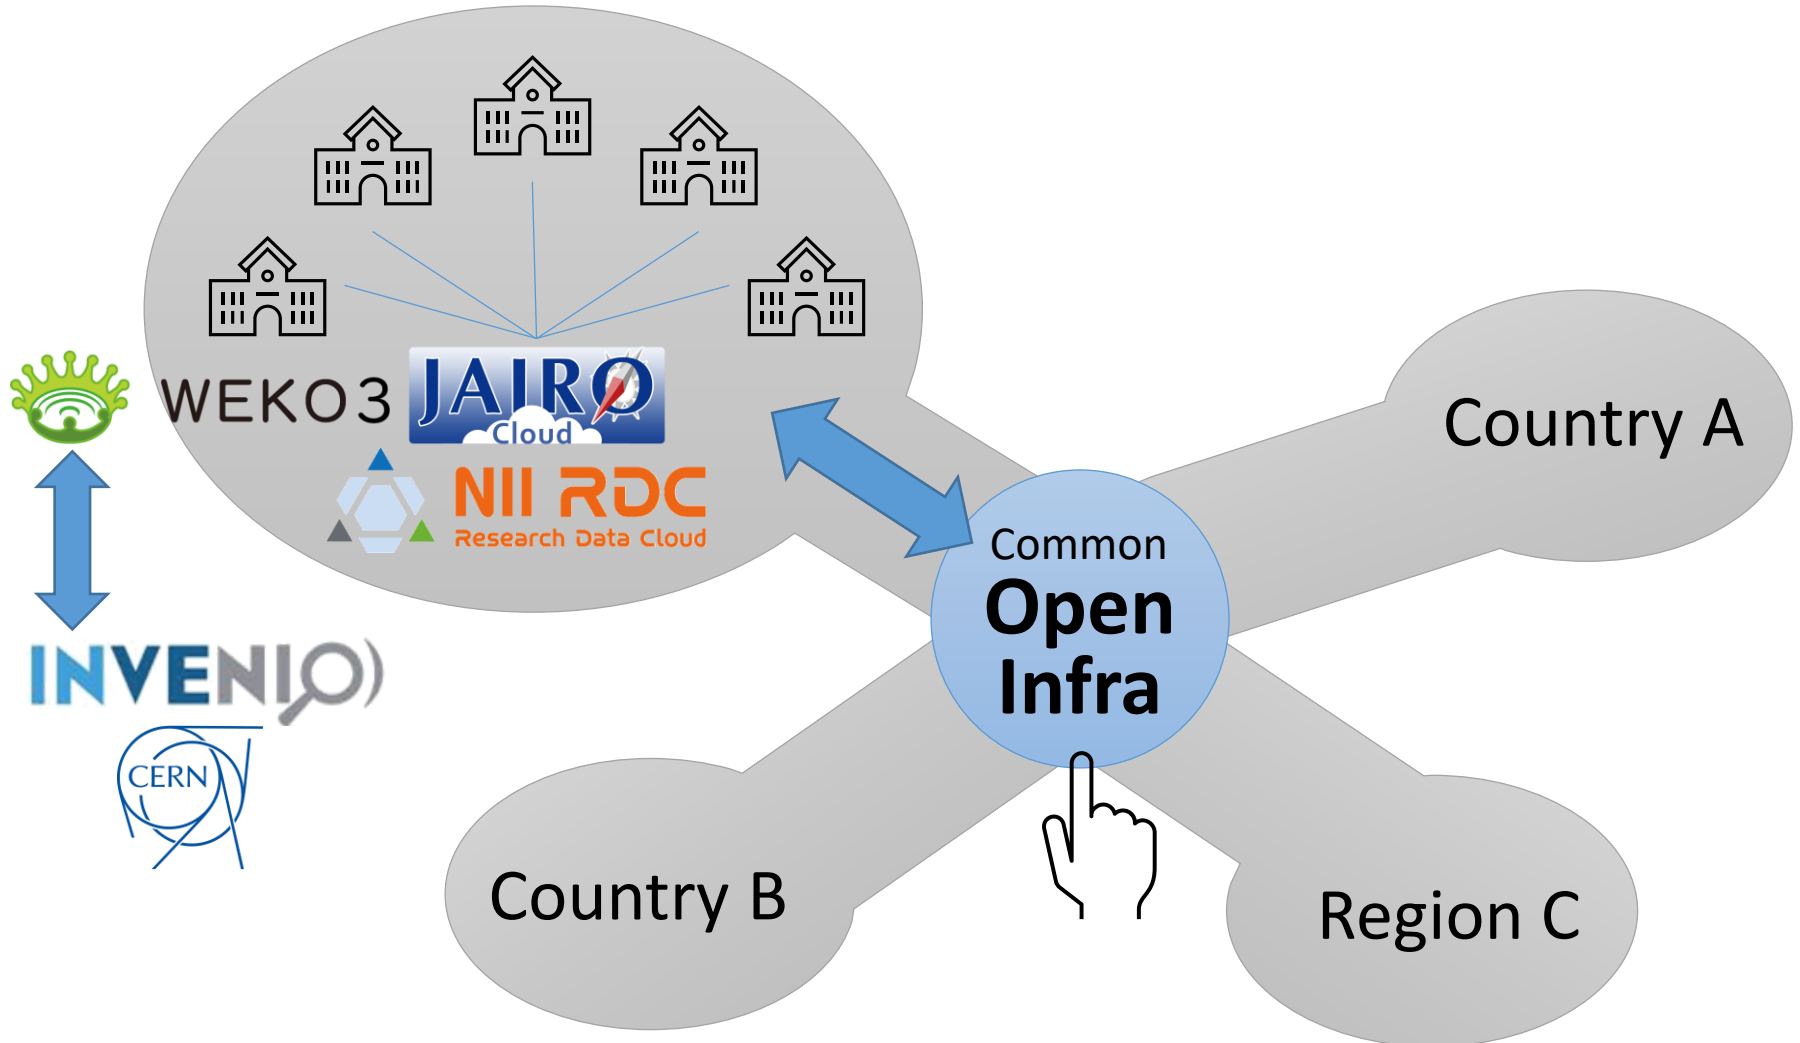 WEKO3
JAIRO
Cloud
NII RDC
Research Data Cloud
INVENIO
CERN
Common
Open
Infra
Country A
Country B
Region C